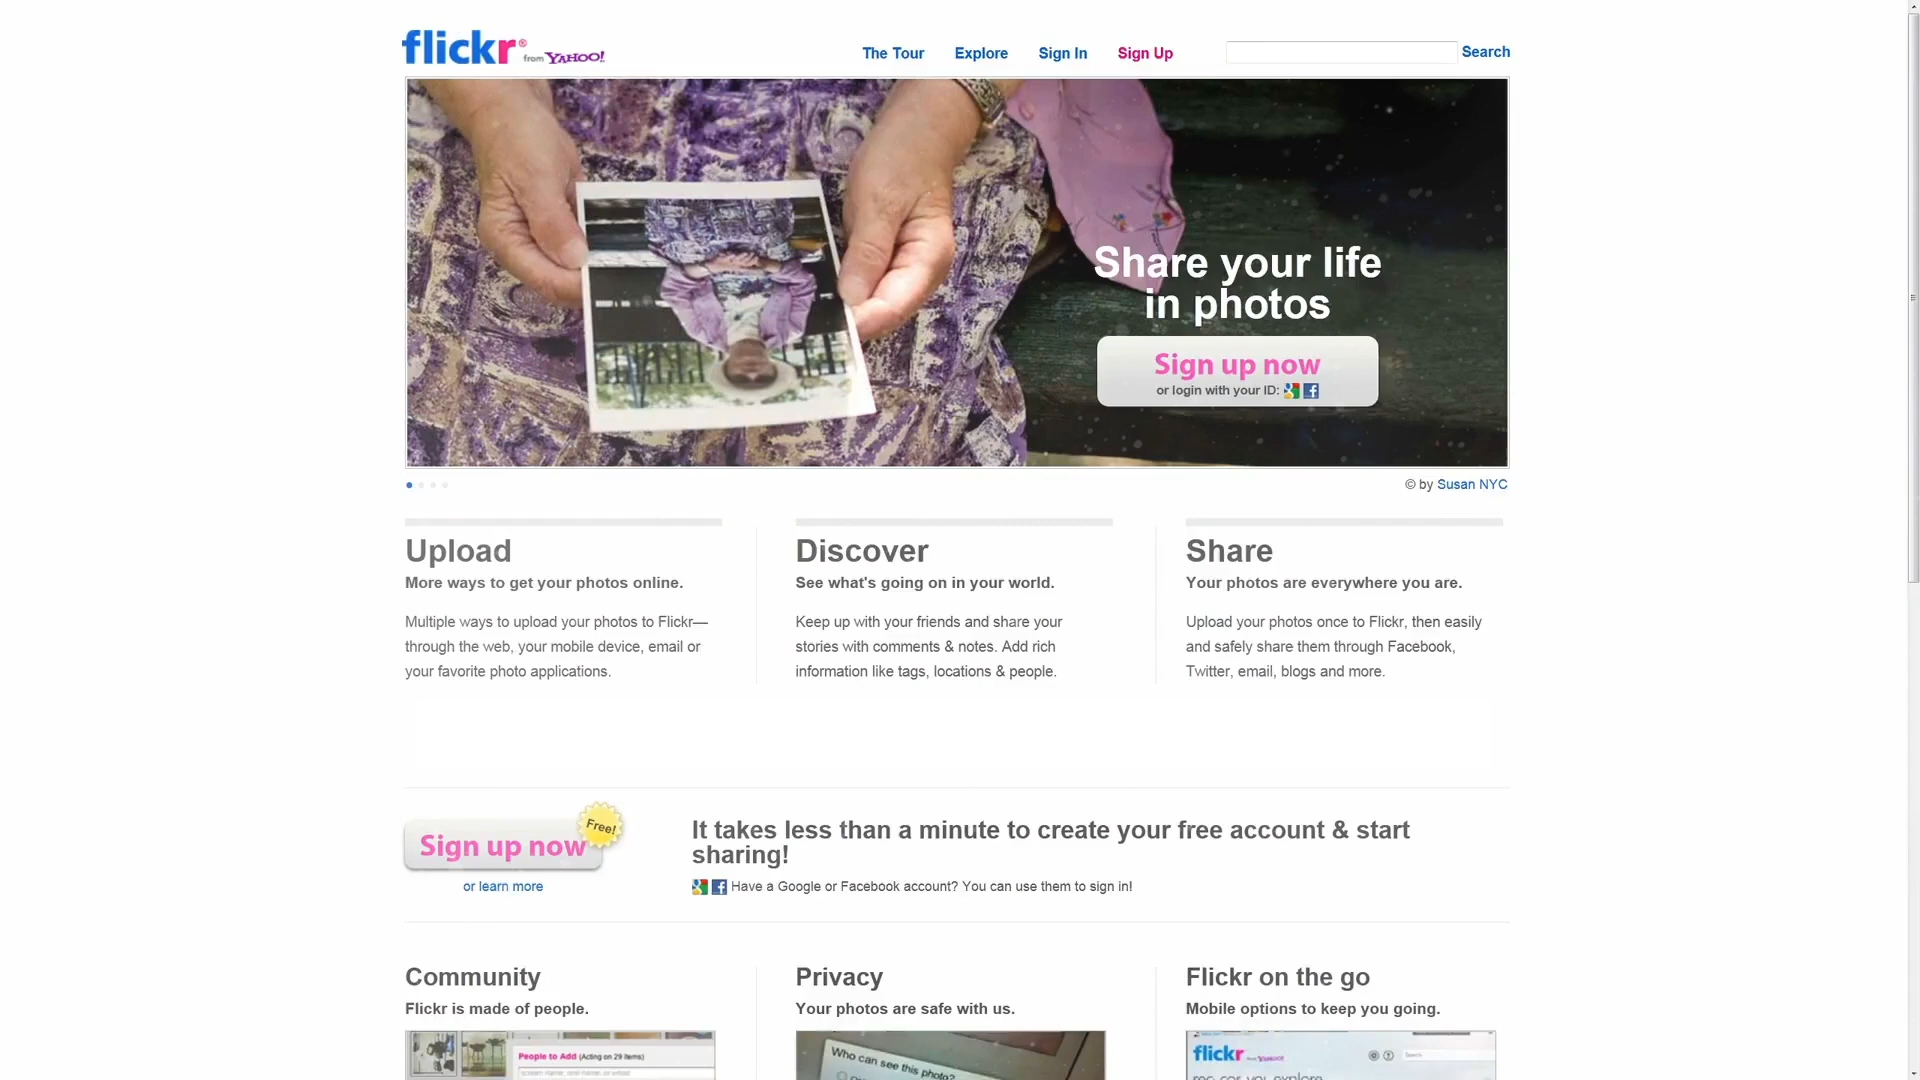 flickr® from YAHOO!
The Tour Explore Sign In Sign Up Search
Share your life
in photos
Sign up now
or login with your ID:
© by Susan NYC
Upload
More ways to get your photos online.
Multiple ways to upload your photos to Flickr—
through the web, your mobile device, email or
your favorite photo applications.
Discover
See what's going on in your world.
Keep up with your friends and share your
stories with comments & notes. Add rich
information like tags, locations & people.
Share
Your photos are everywhere you are.
Upload your photos once to Flickr, then easily
and safely share them through Facebook,
Twitter, email, blogs and more.
Sign up now
Free!
or learn more
It takes less than a minute to create your free account & start
sharing!
Have a Google or Facebook account? You can use them to sign in!
Community
Flickr is made of people.
People to Add (Acting on 29 items)
Privacy
Your photos are safe with us.
Who can see this photo?
Flickr on the go
Mobile options to keep you going.
flickr from YAHOO!
Search